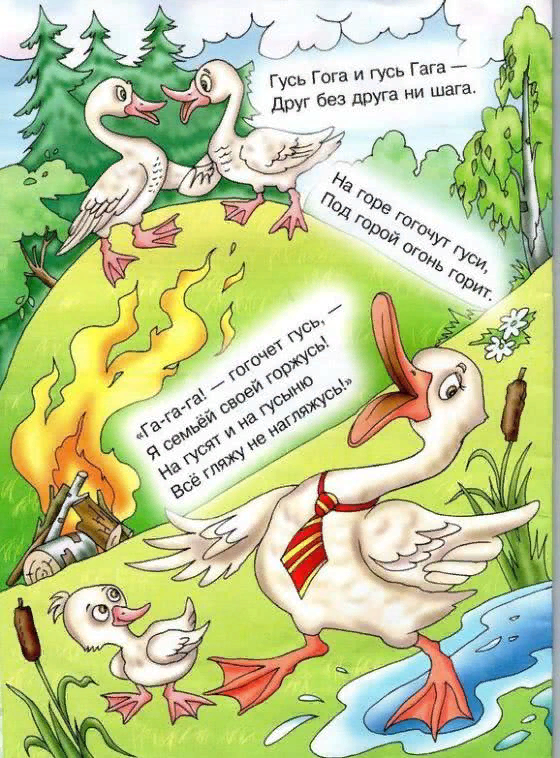 Гусь Гога и гусь Гага —
Друг без друга ни шага.
На горе гогочут гуси,
Под горой огонь горит.
«Га-га-га! — гогочет гусь, —
Я семьёй своей горжусь!
На гусят и на гусыню
Всё гляжу не нагляжусь!»